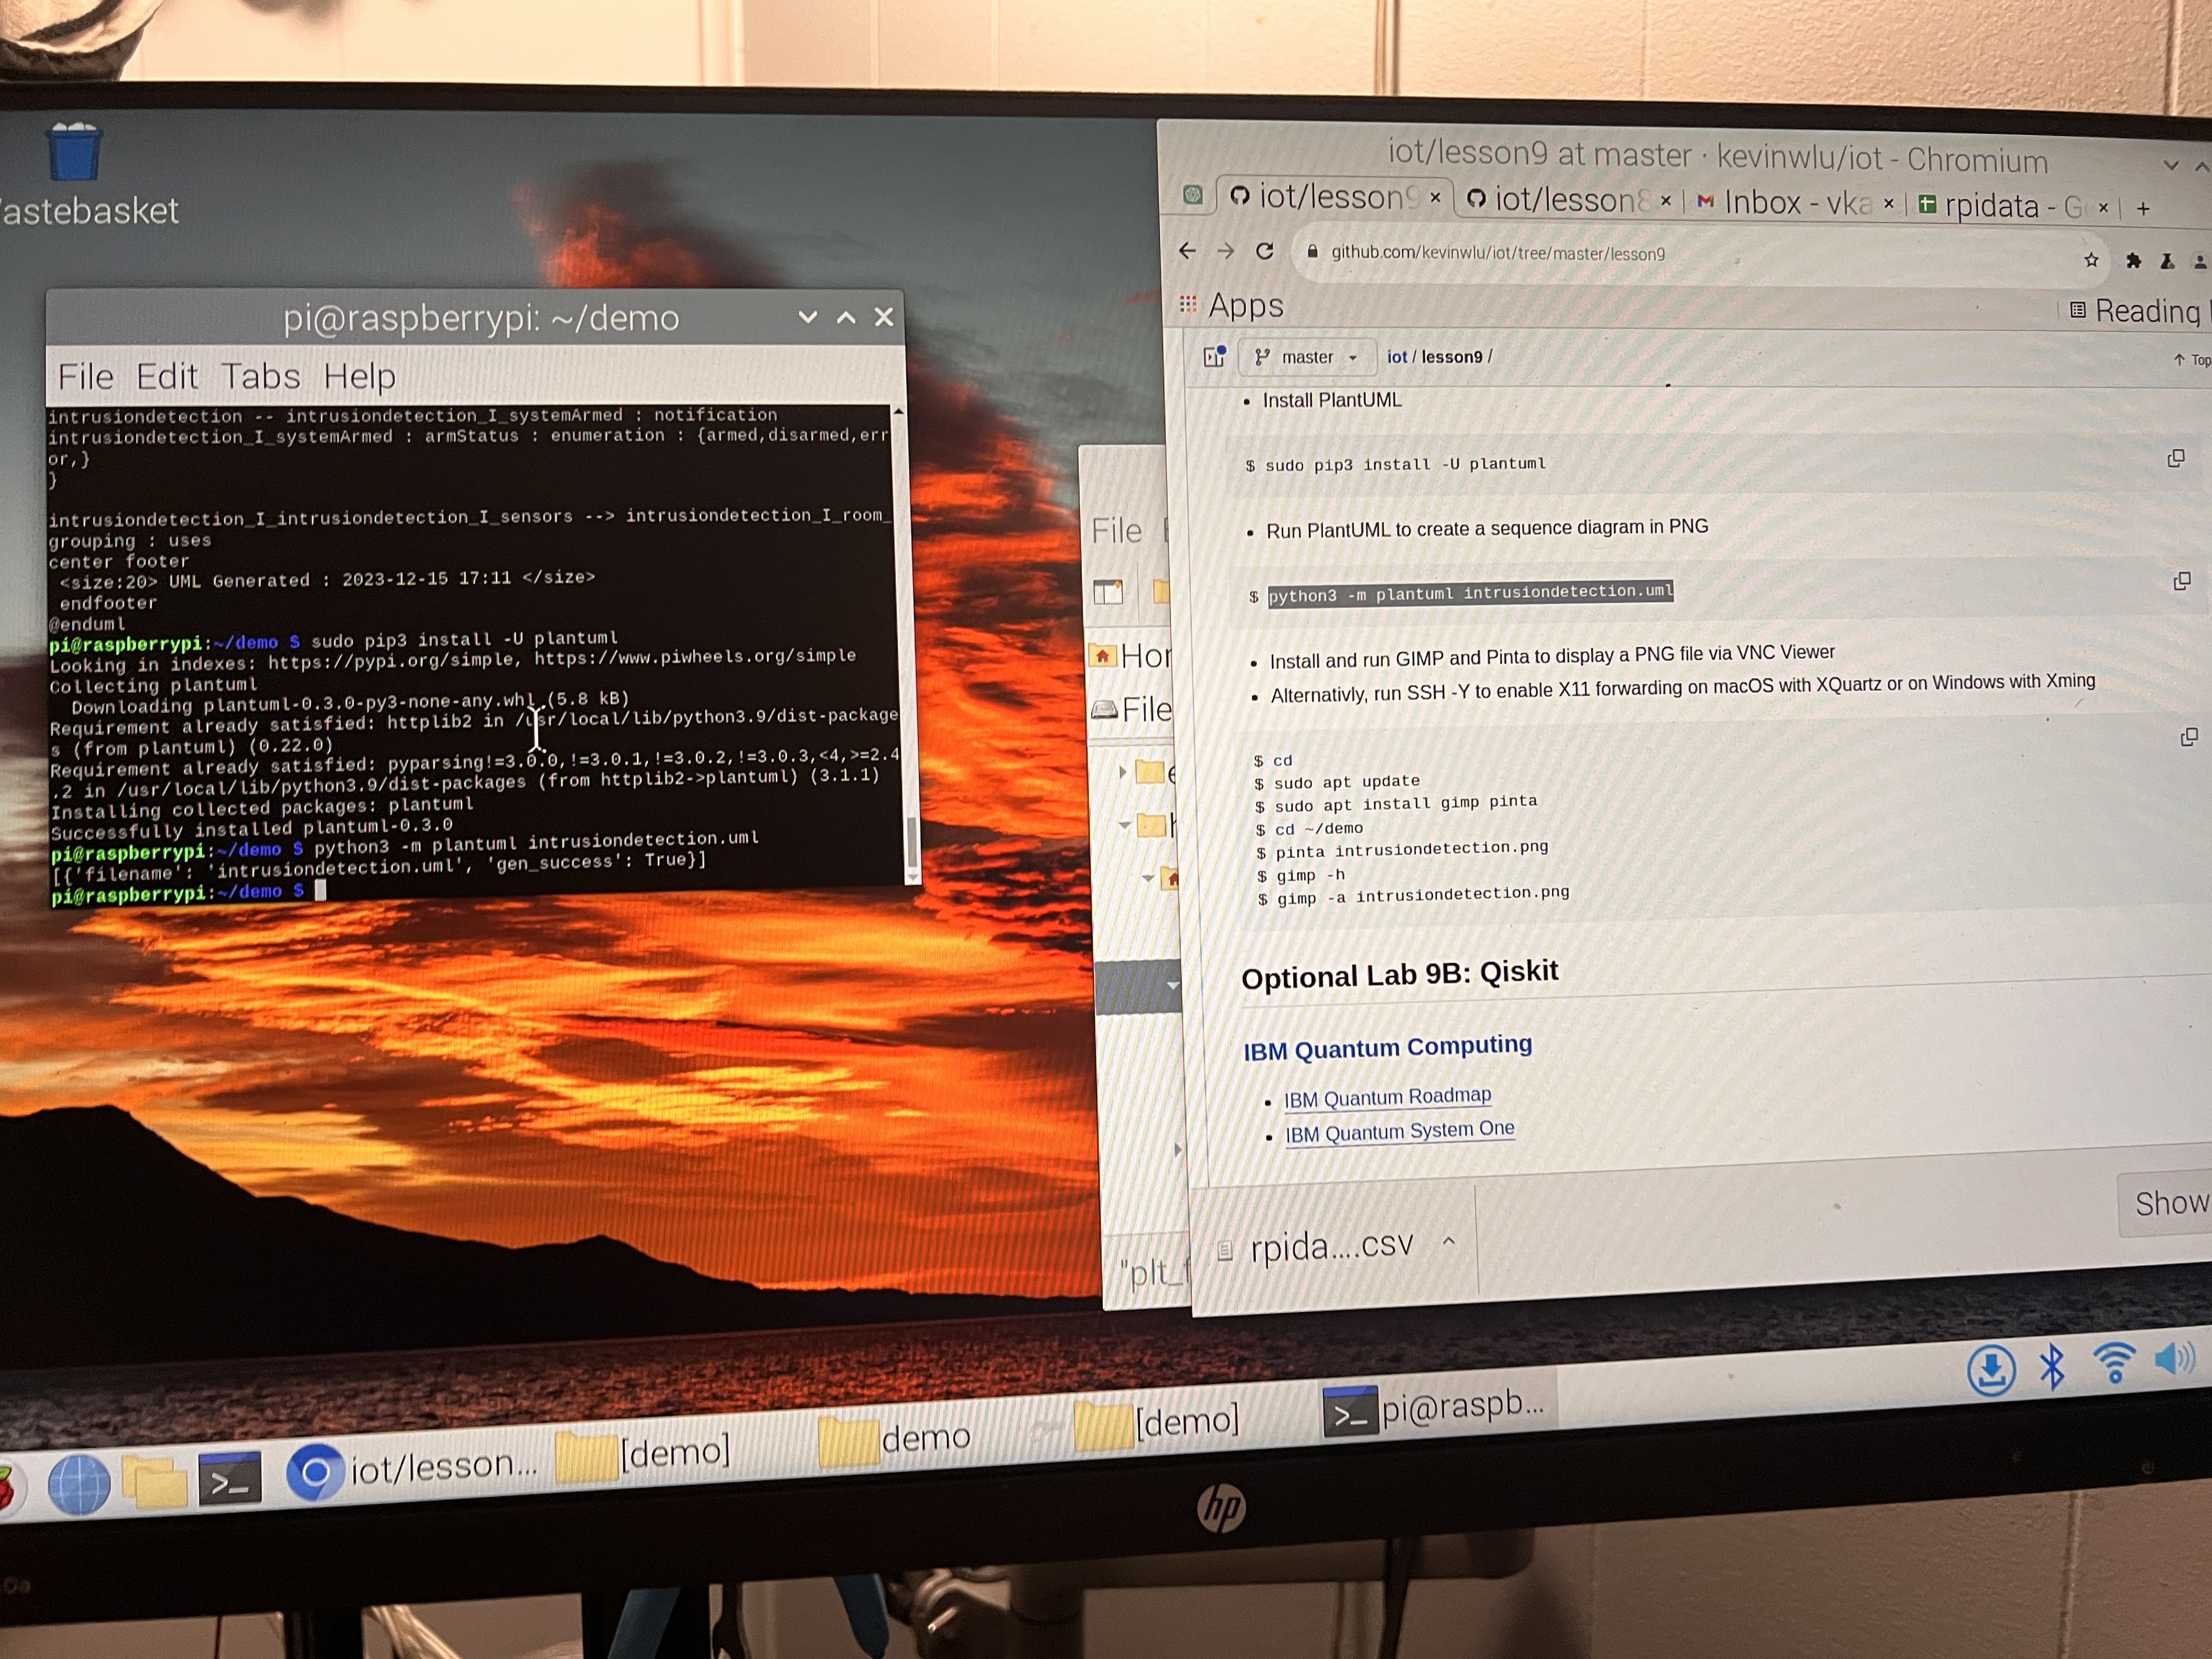 astebasket
pi@raspberrypi: ~/demo
File Edit Tabs Help
intrusiondetection -- intrusiondetection_I_systemArmed : notification
intrusiondetection_I_systemArmed : armStatus : enumeration : {armed,disarmed,err
or,}
}
intrusiondetection_I_intrusiondetection_I_sensors --> intrusiondetection_I_room_
grouping : uses
center footer
<size:20> UML Generated : 2023-12-15 17:11 </size>
endfooter
@enduml
pi@raspberrypi:~/demo $ sudo pip3 install -U plantuml
Looking in indexes: https://pypi.org/simple, https://www.piwheels.org/simple
Collecting plantuml
Downloading plantuml-0.3.0-py3-none-any.whl (5.8 kB)
Requirement already satisfied: httplib2 in /usr/local/lib/python3.9/dist-package
s (from plantuml) (0.22.0)
Requirement already satisfied: pyparsing!=3.0.0,!=3.0.1,!=3.0.2,!=3.0.3,<4,>=2.4
.2 in /usr/local/lib/python3.9/dist-packages (from httplib2->plantuml) (3.1.1)
Installing collected packages: plantuml
Successfully installed plantuml-0.3.0
pi@raspberrypi:~/demo $ python3 -m plantuml intrusiondetection.uml
[{'filename': 'intrusiondetection.uml', 'gen_success': True}]
pi@raspberrypi:~/demo $
File
Hor
File
"plt_f
iot/lesson9 at master · kevinwlu/iot - Chromium
iot/lesson9 × iot/lesson8 × Inbox - vka × rpidata - G × +
github.com/kevinwlu/iot/tree/master/lesson9
Apps
Reading
master iot / lesson9 /
Top
• Install PlantUML
$ sudo pip3 install -U plantuml
• Run PlantUML to create a sequence diagram in PNG
$ python3 -m plantuml intrusiondetection.uml
• Install and run GIMP and Pinta to display a PNG file via VNC Viewer
• Alternativly, run SSH -Y to enable X11 forwarding on macOS with XQuartz or on Windows with Xming
$ cd
$ sudo apt update
$ sudo apt install gimp pinta
$ cd ~/demo
$ pinta intrusiondetection.png
$ gimp -h
$ gimp -a intrusiondetection.png
Optional Lab 9B: Qiskit
IBM Quantum Computing
• IBM Quantum Roadmap
• IBM Quantum System One
rpida....csv
Show
iot/lesson... [demo] demo [demo] pi@raspb...
hp